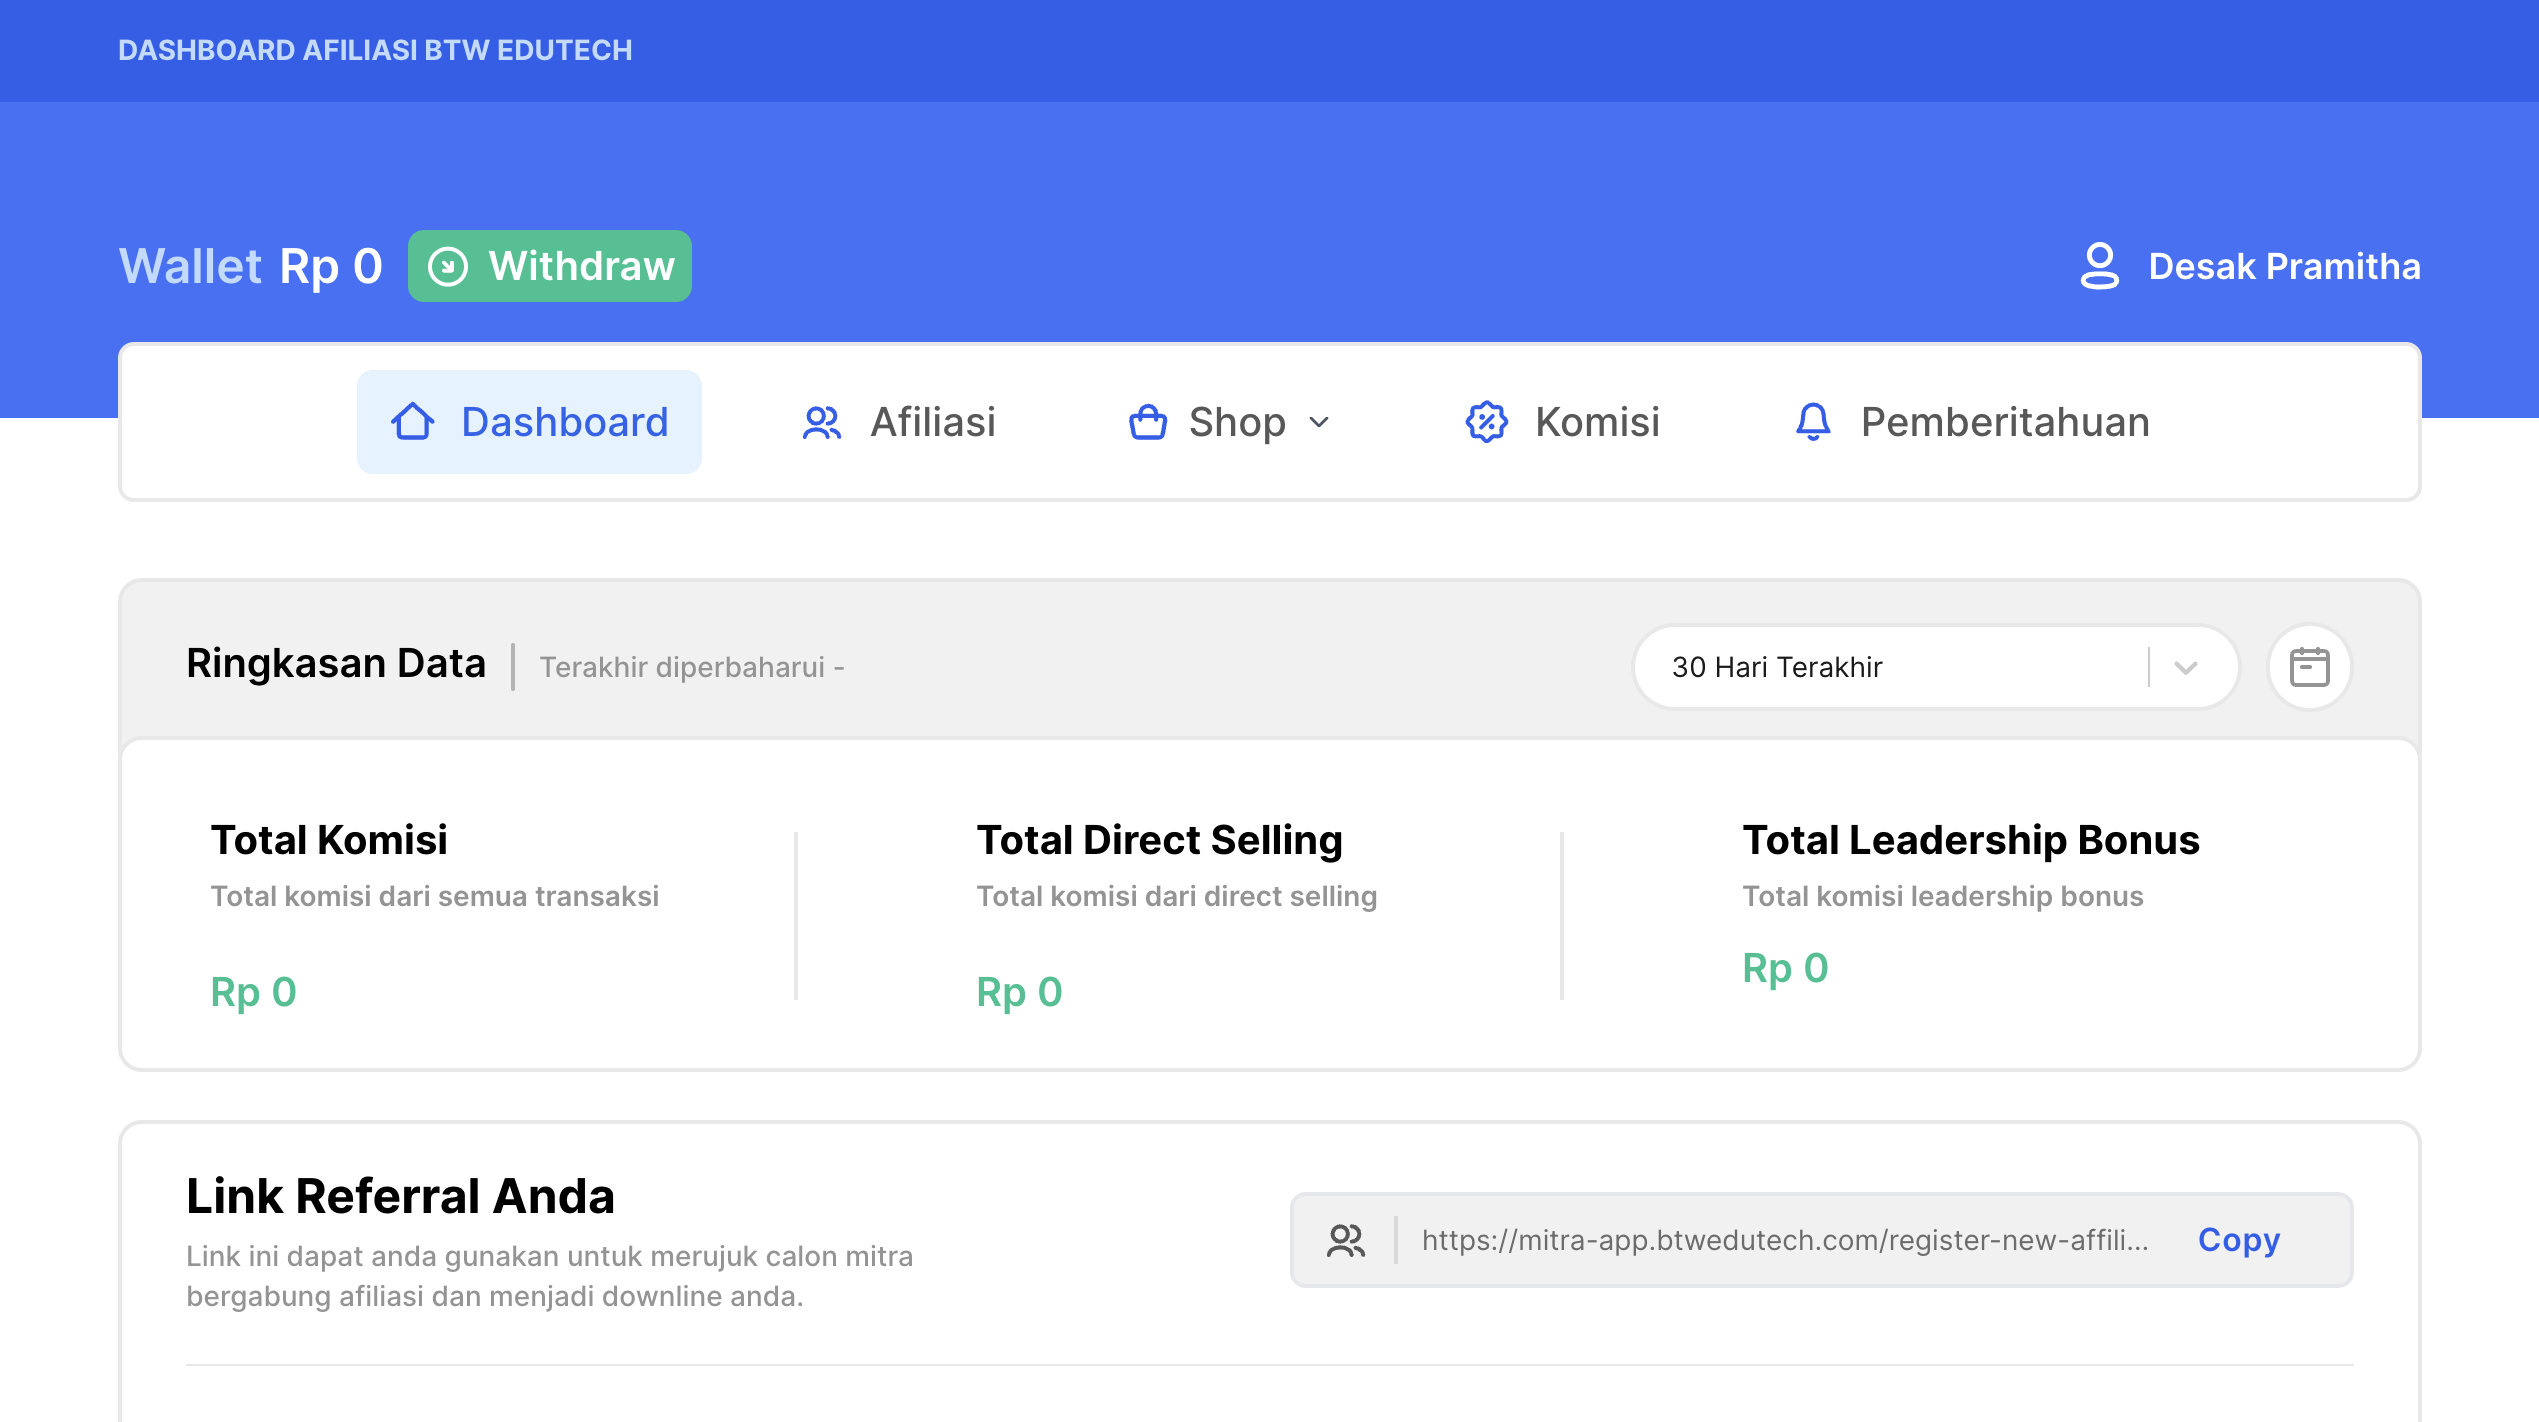 DASHBOARD AFILIASI BTW EDUTECH
Wallet Rp 0 Withdraw
Desak Pramitha
Dashboard
Afiliasi
Shop
Komisi
Pemberitahuan
Ringkasan Data
Terakhir diperbaharui -
30 Hari Terakhir
Total Komisi
Total komisi dari semua transaksi
Rp 0
Total Direct Selling
Total komisi dari direct selling
Rp 0
Total Leadership Bonus
Total komisi leadership bonus
Rp 0
Link Referral Anda
Link ini dapat anda gunakan untuk merujuk calon mitra
bergabung afiliasi dan menjadi downline anda.
https://mitra-app.btwedutech.com/register-new-affili...
Copy